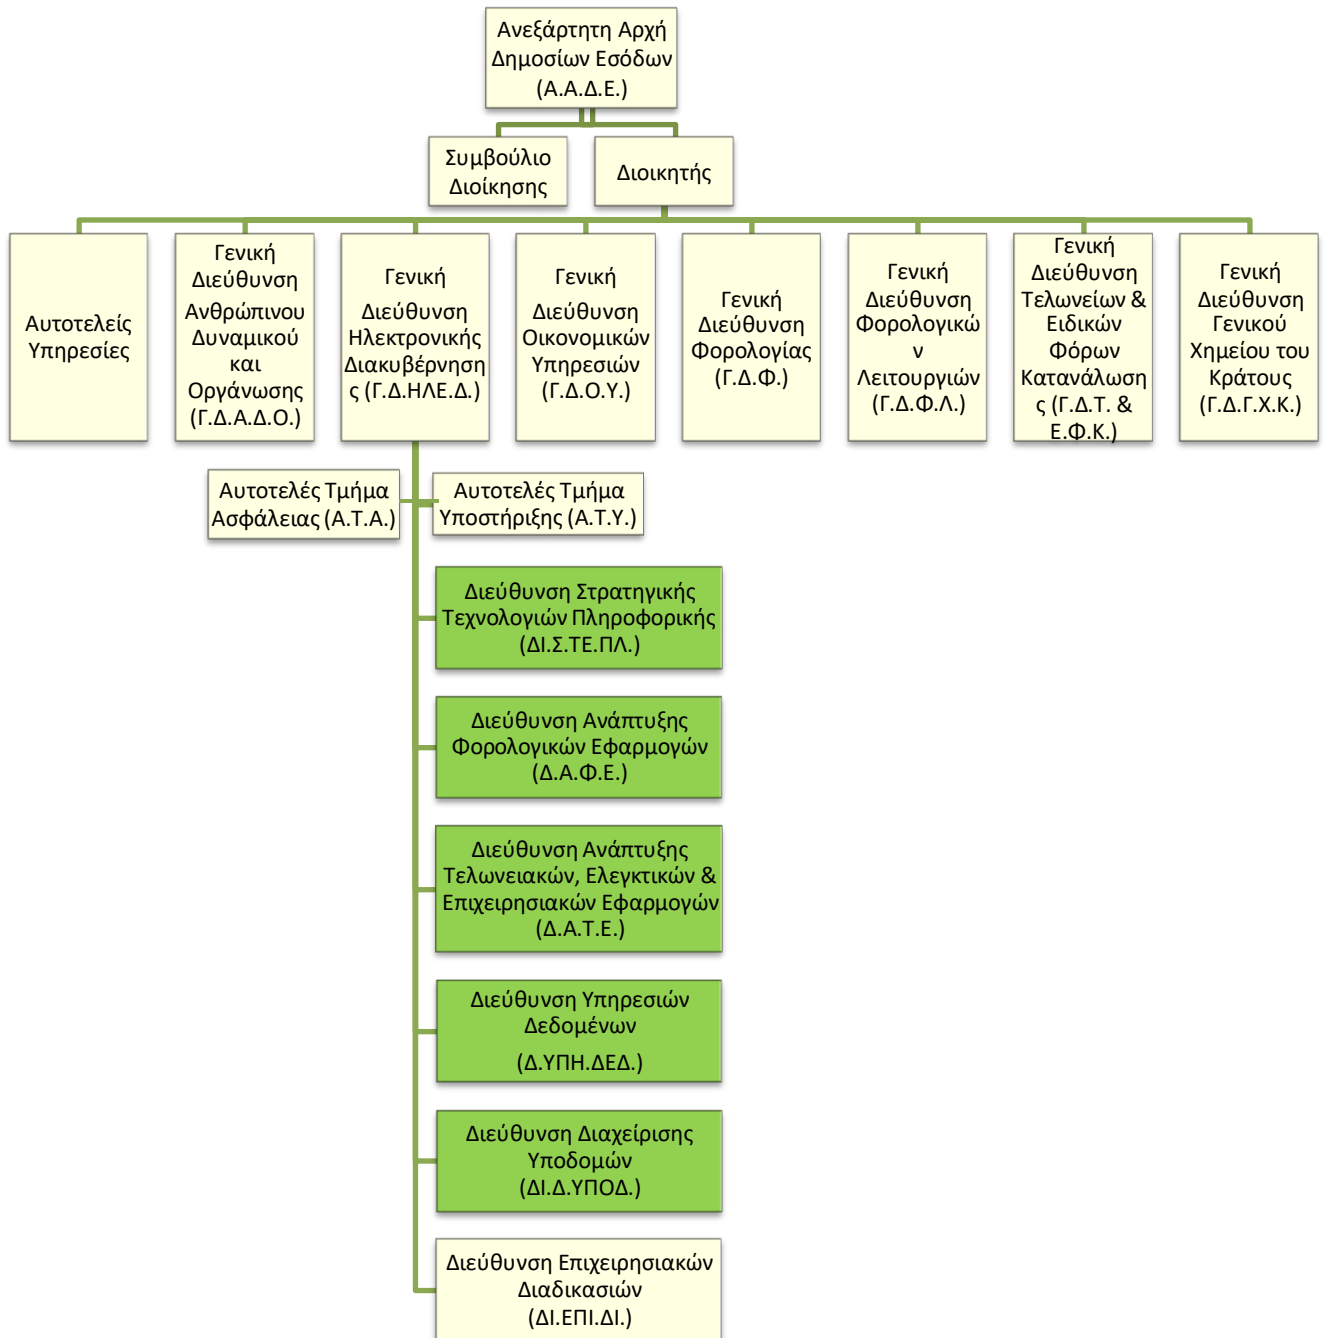 Ανεξάρτητη Αρχή
Δημοσίων Εσόδων
(Α.Α.Δ.Ε.)
Συμβούλιο
Διοίκησης
Διοικητής
Αυτοτελείς
Υπηρεσίες
Γενική
Διεύθυνση
Ανθρώπινου
Δυναμικού
και
Οργάνωσης
(Γ.Δ.Α.Δ.Ο.)
Γενική
Διεύθυνση
Ηλεκτρονικής
Διακυβέρνηση
ς (Γ.Δ.ΗΛΕ.Δ.)
Γενική
Διεύθυνση
Οικονομικών
Υπηρεσιών
(Γ.Δ.Ο.Υ.)
Γενική
Διεύθυνση
Φορολογίας
(Γ.Δ.Φ.)
Γενική
Διεύθυνση
Φορολογικώ
ν
Λειτουργιών
(Γ.Δ.Φ.Λ.)
Γενική
Διεύθυνση
Τελωνείων &
Ειδικών
Φόρων
Κατανάλωση
ς (Γ.Δ.Τ. &
Ε.Φ.Κ.)
Γενική
Διεύθυνση
Γενικού
Χημείου του
Κράτους
(Γ.Δ.Γ.Χ.Κ.)
Αυτοτελές Τμήμα
Ασφάλειας (Α.Τ.Α.)
Αυτοτελές Τμήμα
Υποστήριξης (Α.Τ.Υ.)
Διεύθυνση Στρατηγικής
Τεχνολογιών Πληροφορικής
(ΔΙ.Σ.ΤΕ.ΠΛ.)
Διεύθυνση Ανάπτυξης
Φορολογικών Εφαρμογών
(Δ.Α.Φ.Ε.)
Διεύθυνση Ανάπτυξης
Τελωνειακών, Ελεγκτικών &
Επιχειρησιακών Εφαρμογών
(Δ.Α.Τ.Ε.)
Διεύθυνση Υπηρεσιών
Δεδομένων
(Δ.ΥΠΗ.ΔΕΔ.)
Διεύθυνση Διαχείρισης
Υποδομών
(ΔΙ.Δ.ΥΠΟΔ.)
Διεύθυνση Επιχειρησιακών
Διαδικασιών
(ΔΙ.ΕΠΙ.ΔΙ.)